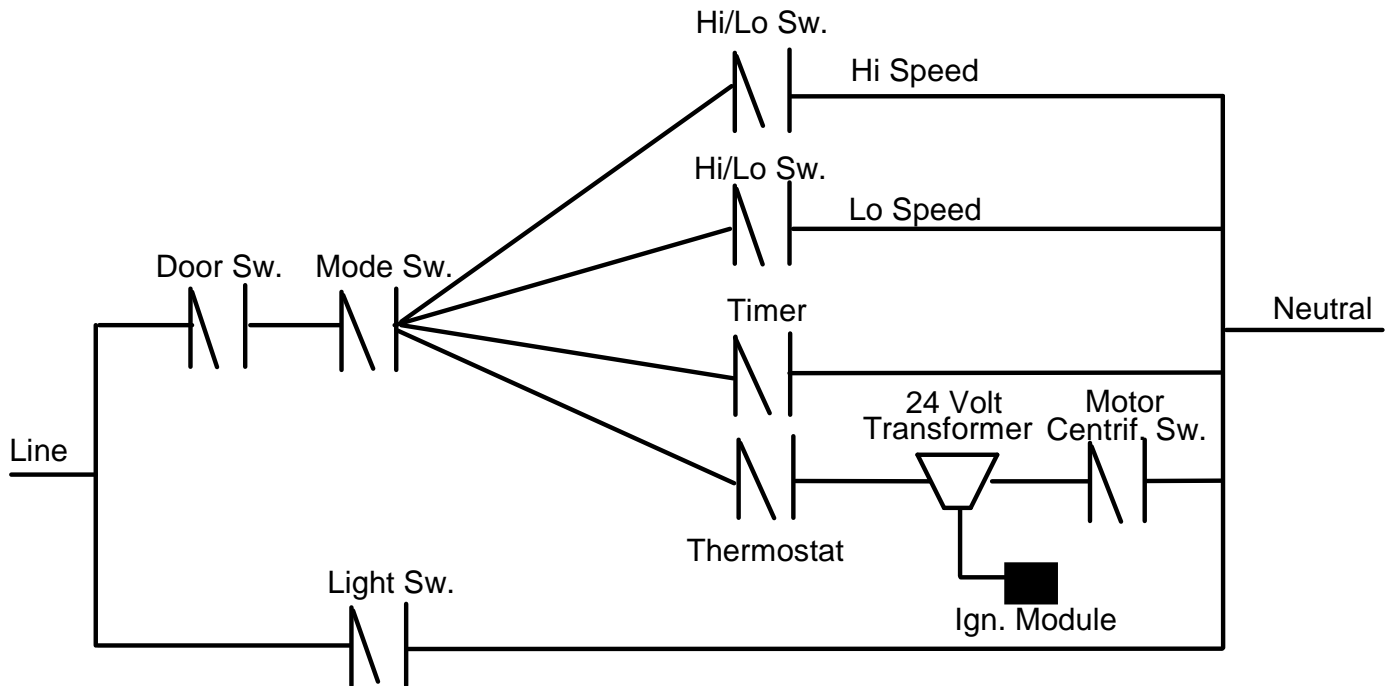 Hi/Lo Sw.
Hi Speed
Hi/Lo Sw.
Lo Speed
Door Sw.
Mode Sw.
Timer
Neutral
24 Volt
Transformer
Motor
Centrif. Sw.
Line
Thermostat
Light Sw.
Ign. Module